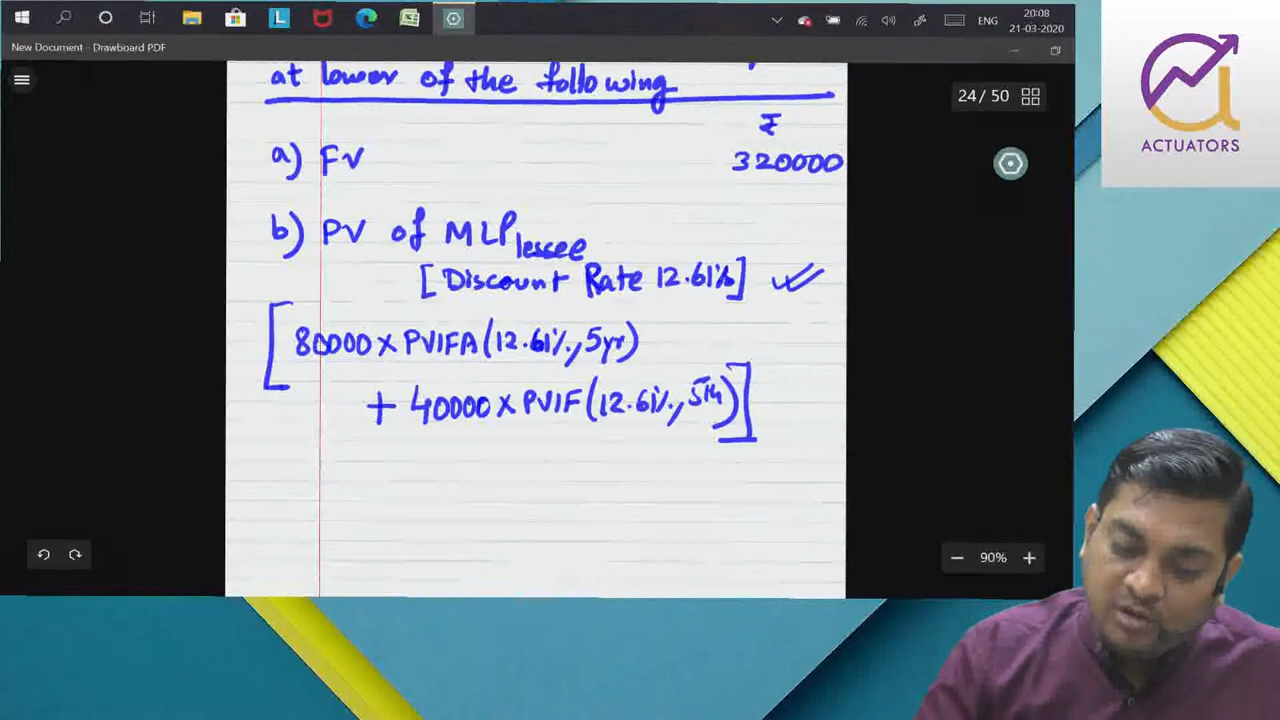 20:08
ENG
21-03-2020
New Document - Drawboard PDF
24 / 50
ACTUATORS
at lower of the following
₹
a) FV 320000
b) PV of MLP lessee
[Discount Rate 12.61%]
[80000 × PVIFA (12.61%, 5yr)
+ 40000 × PVIF (12.61%, 5th)]
90%